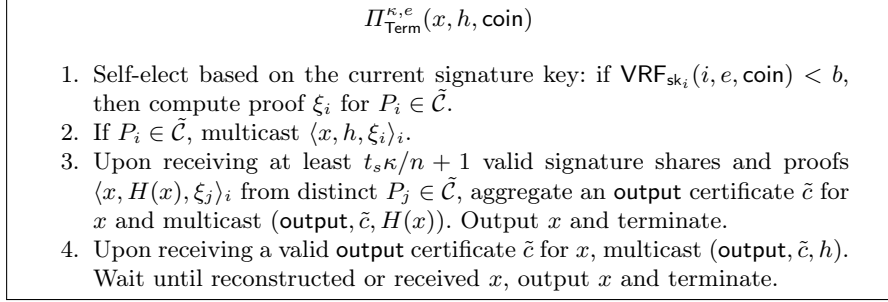 Π^{κ,e}_{Term}(x, h, coin)
1. Self-elect based on the current signature key: if VRF_{sk_i}(i, e, coin) < b,
then compute proof ξ_i for P_i ∈ C̃.
2. If P_i ∈ C̃, multicast ⟨x, h, ξ_i⟩_i.
3. Upon receiving at least t_sκ/n + 1 valid signature shares and proofs
⟨x, H(x), ξ_j⟩_i from distinct P_j ∈ C̃, aggregate an output certificate c̃ for
x and multicast (output, c̃, H(x)). Output x and terminate.
4. Upon receiving a valid output certificate c̃ for x, multicast (output, c̃, h).
Wait until reconstructed or received x, output x and terminate.